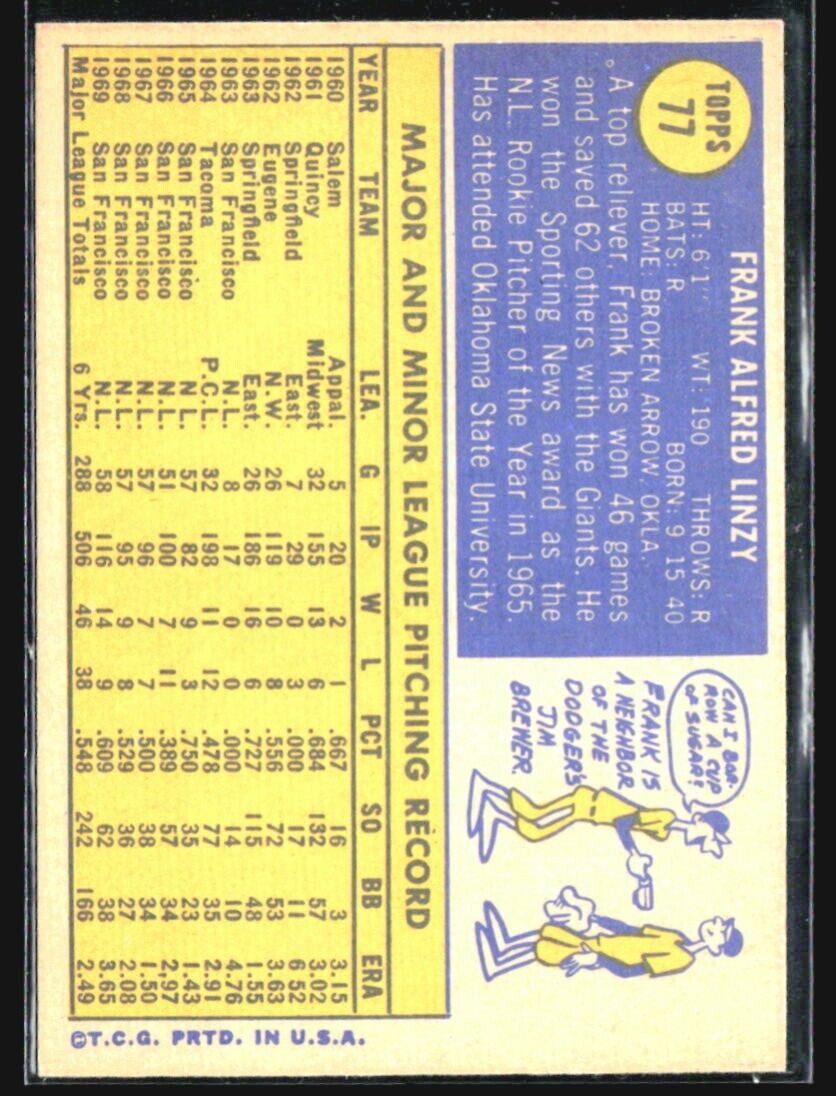 TOPPS
77
FRANK ALFRED LINZY
HT: 6'1" WT: 190 THROWS: R
BATS: R BORN: 9 15 40
HOME: BROKEN ARROW, OKLA.
A top reliever, Frank has won 46 games
and saved 62 others with the Giants. He
won the Sporting News award as the
N.L. Rookie Pitcher of the Year in 1965.
Has attended Oklahoma State University.
CAN I BOR-
ROW A CUP
OF SUGAR?
FRANK IS
A NEIGHBOR
OF THE
DODGER'S
JIM
BREWER.
MAJOR AND MINOR LEAGUE PITCHING RECORD
YEAR TEAM LEA. G IP W L PCT SO BB ERA
1960 Salem Appal. 5 20 2 1 .667 16 3 3.15
1961 Quincy Midwest 32 155 13 6 .684 132 57 3.02
1962 Springfield East. 7 29 0 3 .000 17 11 6.52
1962 Eugene N.W. 26 119 10 8 .556 72 53 3.63
1963 Springfield East. 26 186 16 6 .727 115 48 1.55
1963 San Francisco N.L. 8 17 0 0 .000 14 10 4.76
1964 Tacoma P.C.L. 32 198 11 12 .478 77 35 2.91
1965 San Francisco N.L. 57 82 9 3 .750 35 23 1.43
1966 San Francisco N.L. 51 100 7 11 .389 57 34 2.97
1967 San Francisco N.L. 57 96 7 7 .500 38 34 1.50
1968 San Francisco N.L. 57 95 9 8 .529 36 27 2.08
1969 San Francisco N.L. 58 116 14 9 .609 62 38 3.65
Major League Totals 6 Yrs. 288 506 46 38 .548 242 166 2.49
©T.C.G. PRTD. IN U.S.A.